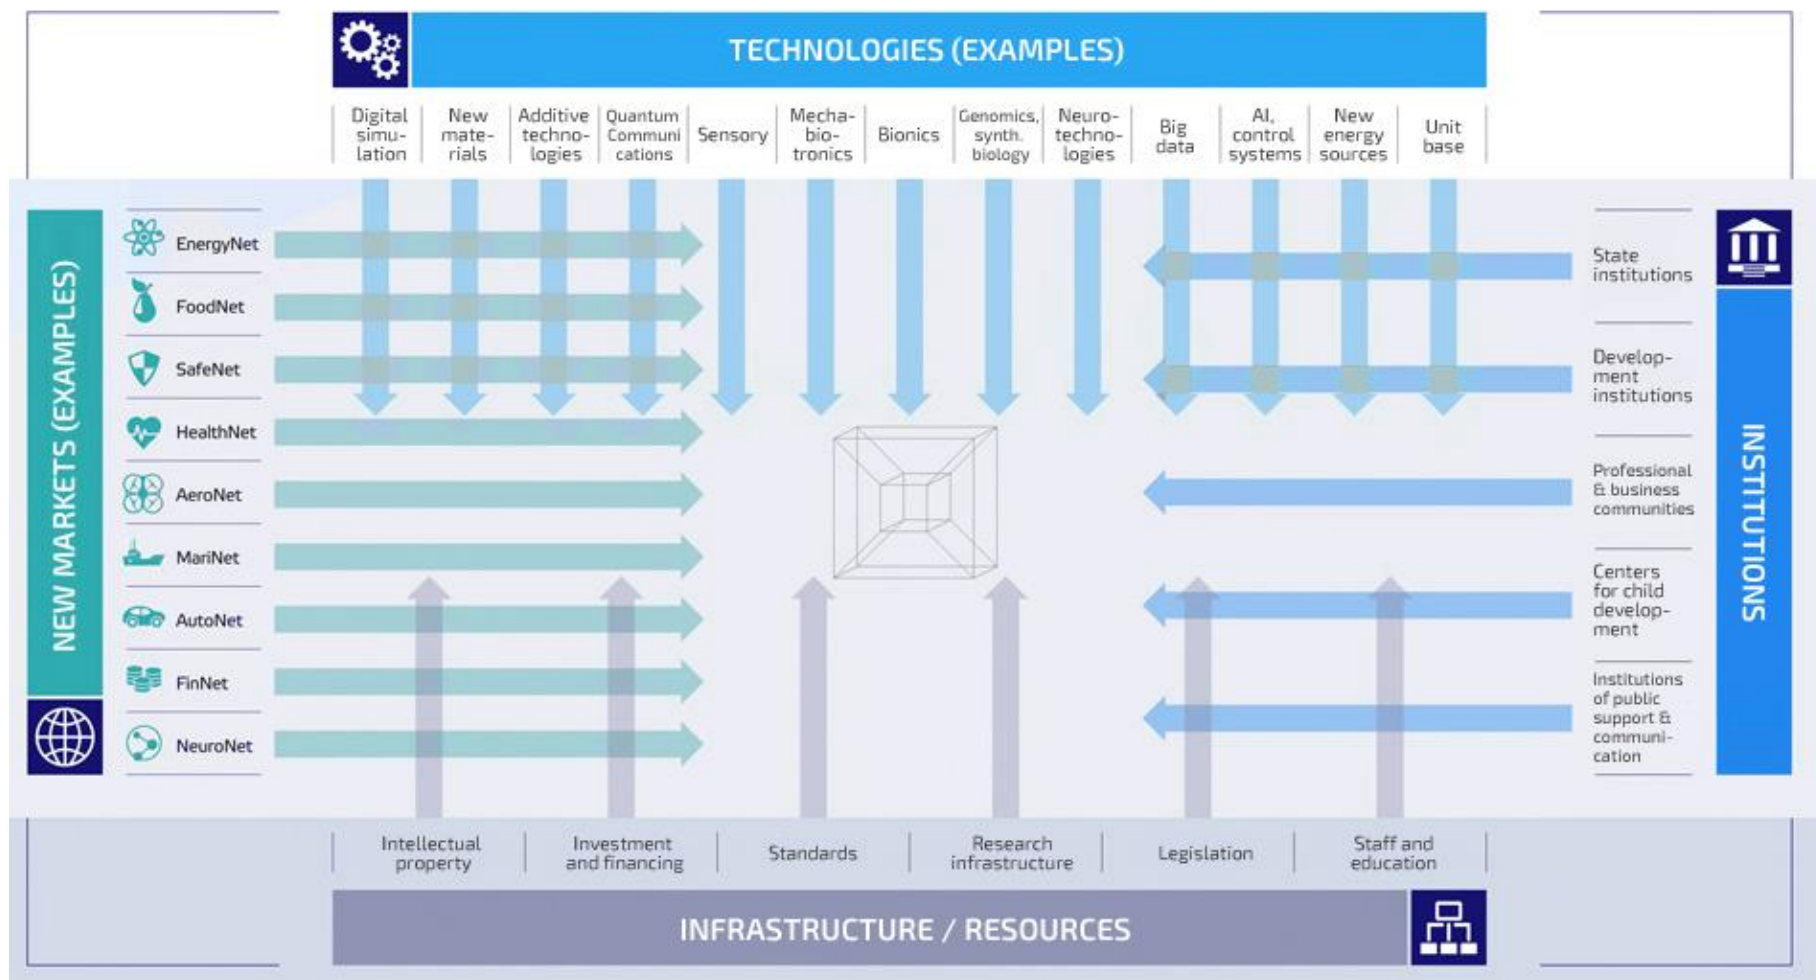 TECHNOLOGIES (EXAMPLES)
Digital
simu-
lation
New
mate-
rials
Additive
techno-
logies
Quantum
Communi
cations
Sensory
Mecha-
bio-
tronics
Bionics
Genomics,
synth.
biology
Neuro-
techno-
logies
Big
data
AI,
control
systems
New
energy
sources
Unit
base
NEW MARKETS (EXAMPLES)
EnergyNet
FoodNet
SafeNet
HealthNet
AeroNet
MariNet
AutoNet
FinNet
NeuroNet
State
institutions
Develop-
ment
institutions
Professional
& business
communities
Centers
for child
develop-
ment
Institutions
of public
support &
communi-
cation
INSTITUTIONS
Intellectual
property
Investment
and financing
Standards
Research
infrastructure
Legislation
Staff and
education
INFRASTRUCTURE / RESOURCES